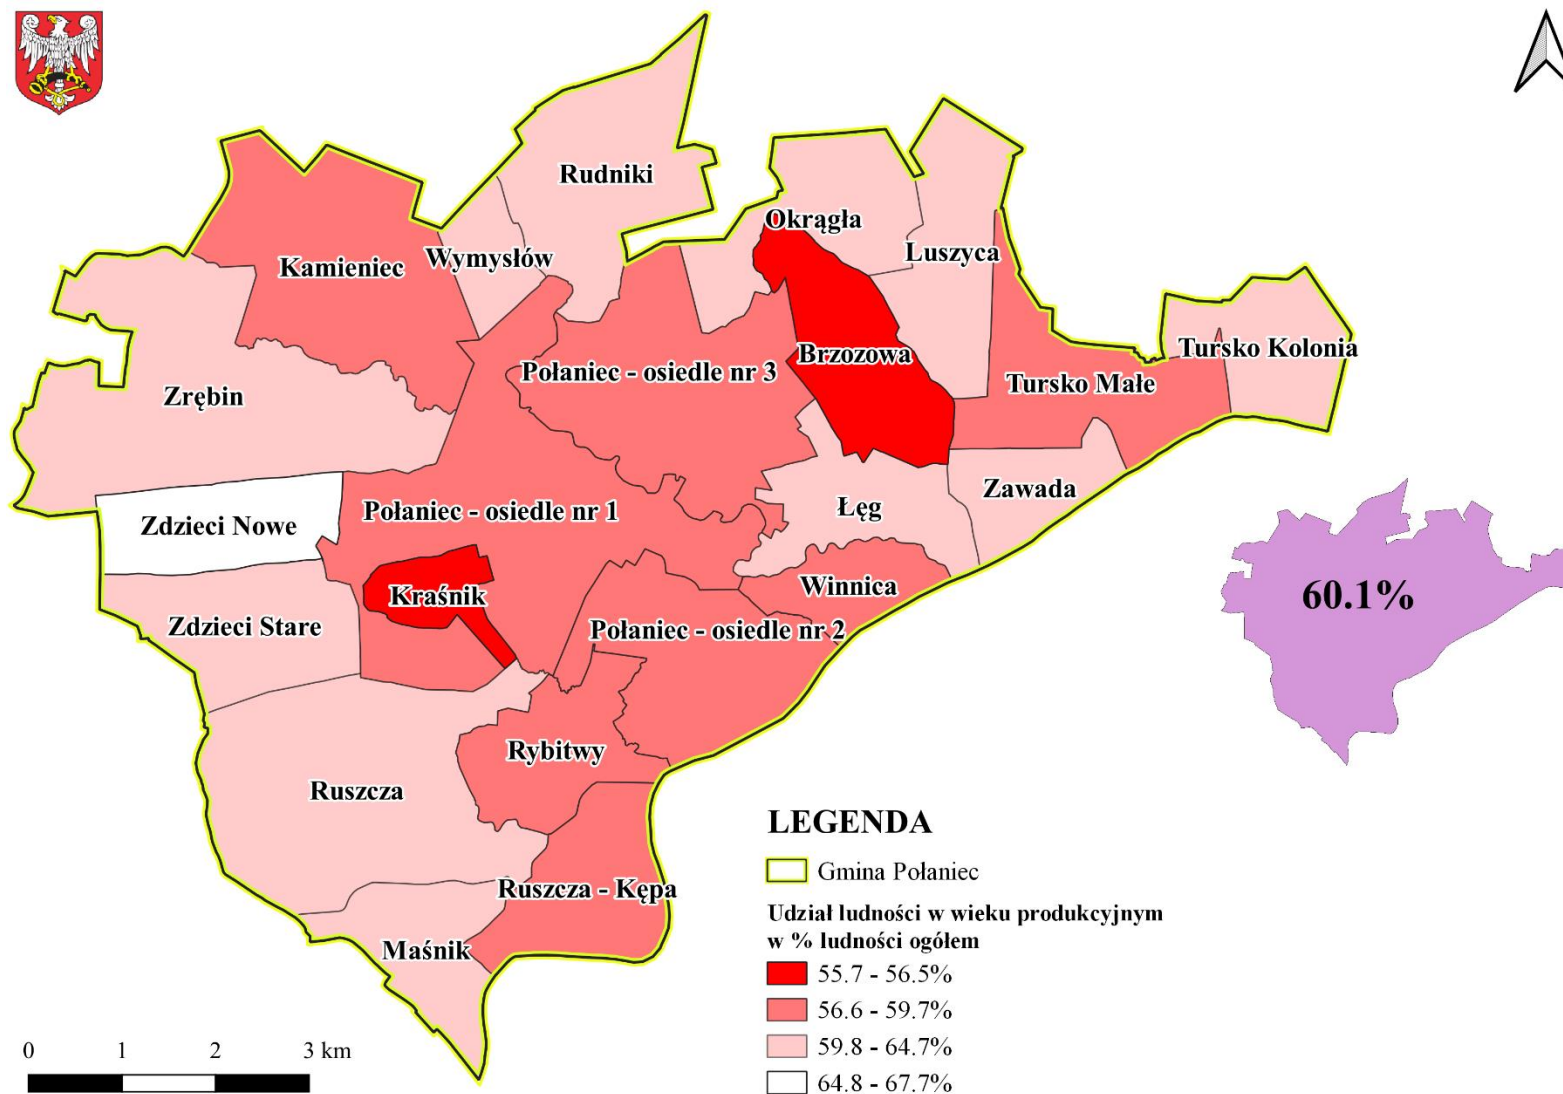 Rudniki
Okrągła
Kamieniec
Wymysłów
Luszyca
Tursko Kolonia
Brzozowa
Połaniec - osiedle nr 3
Tursko Małe
Zrębin
Zawada
Łęg
Połaniec - osiedle nr 1
Zdzieci Nowe
Winnica
Kraśnik
60.1%
Zdzieci Stare
Połaniec - osiedle nr 2
Rybitwy
Ruszcza
Ruszcza - Kępa
Maśnik
LEGENDA
Gmina Połaniec
Udział ludności w wieku produkcyjnym
w % ludności ogółem
55.7 - 56.5%
56.6 - 59.7%
59.8 - 64.7%
64.8 - 67.7%
0 1 2 3 km